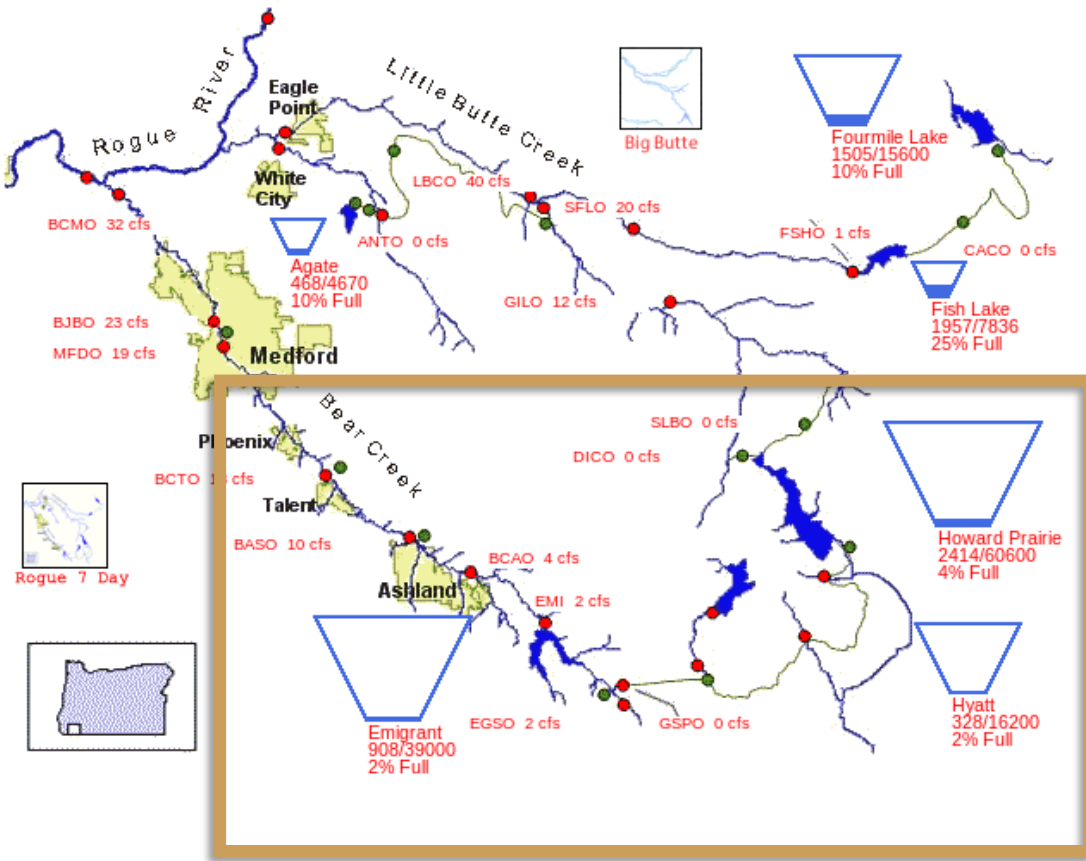 Rogue River
Eagle
Point
Little Butte Creek
Big Butte
Fourmile Lake
1505/15600
10% Full
White
City
LBCO 40 cfs
SFLO 20 cfs
BCMO 32 cfs
ANTO 0 cfs
FSHO 1 cfs
CACO 0 cfs
Agate
468/4670
10% Full
GILO 12 cfs
Fish Lake
1957/7836
25% Full
BJBO 23 cfs
MFDO 19 cfs
Medford
Bear Creek
SLBO 0 cfs
Phoenix
DICO 0 cfs
BCTO cfs
Talent
Howard Prairie
2414/60600
4% Full
BASO 10 cfs
BCAO 4 cfs
Rogue 7 Day
Ashland
EMI 2 cfs
Hyatt
328/16200
2% Full
EGSO 2 cfs
GSPO 0 cfs
Emigrant
908/39000
2% Full